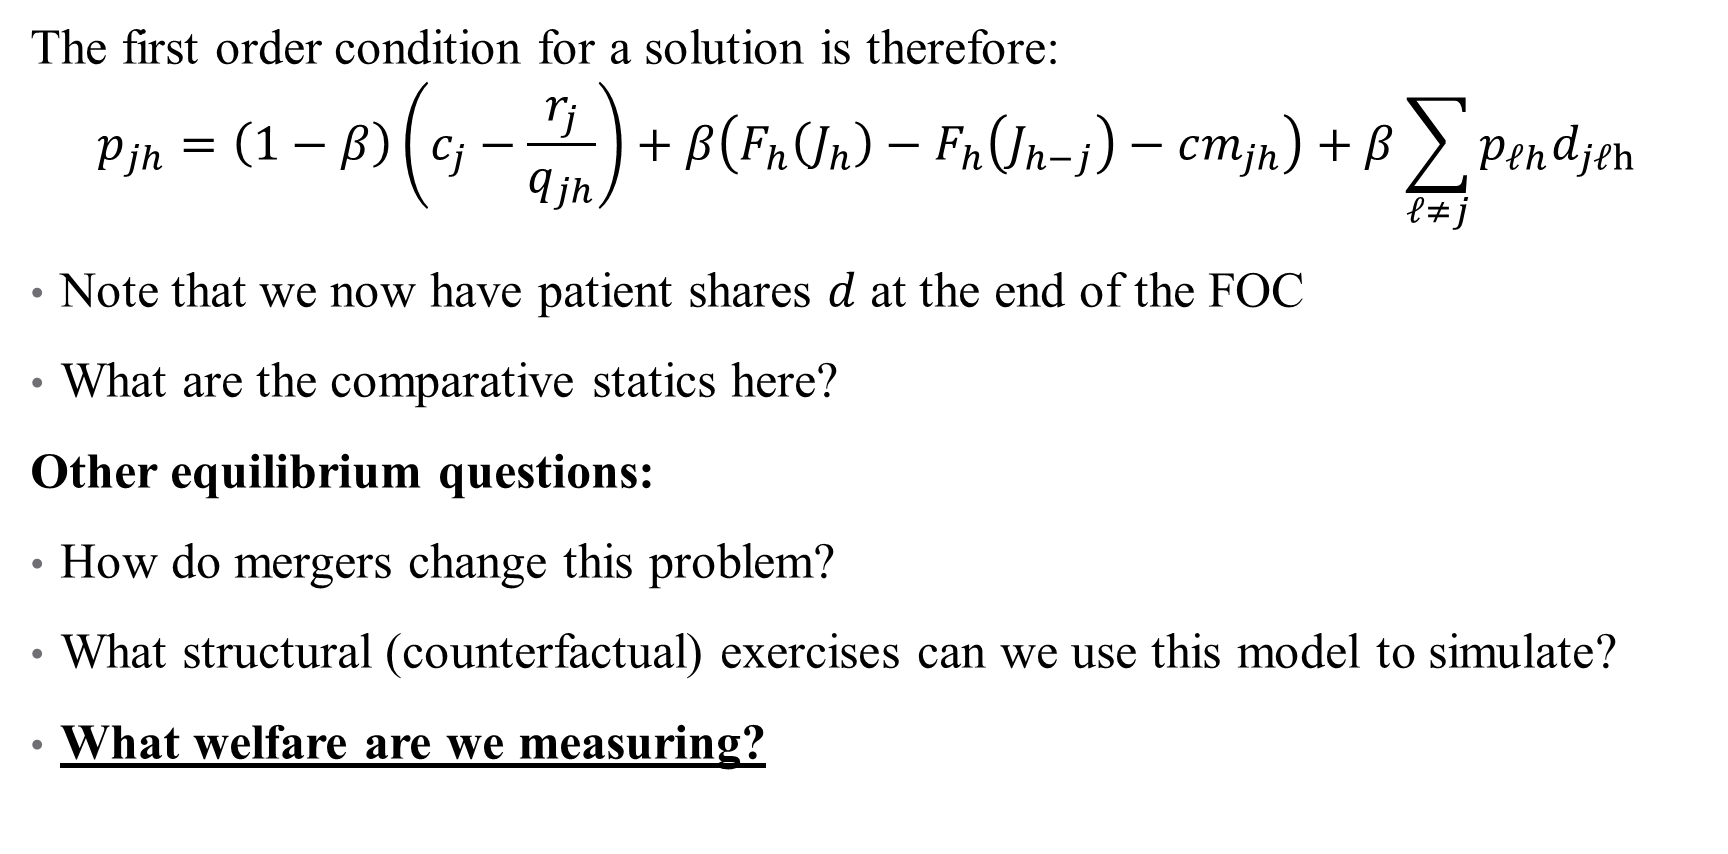 The first order condition for a solution is therefore:
p_{jh} = (1 − β)(c_j − r_j/q_{jh}) + β(F_h(J_h) − F_h(J_{h−j}) − cm_{jh}) + β∑_{ℓ≠j} p_{ℓh}d_{jℓh}
• Note that we now have patient shares d at the end of the FOC
• What are the comparative statics here?
Other equilibrium questions:
• How do mergers change this problem?
• What structural (counterfactual) exercises can we use this model to simulate?
• What welfare are we measuring?